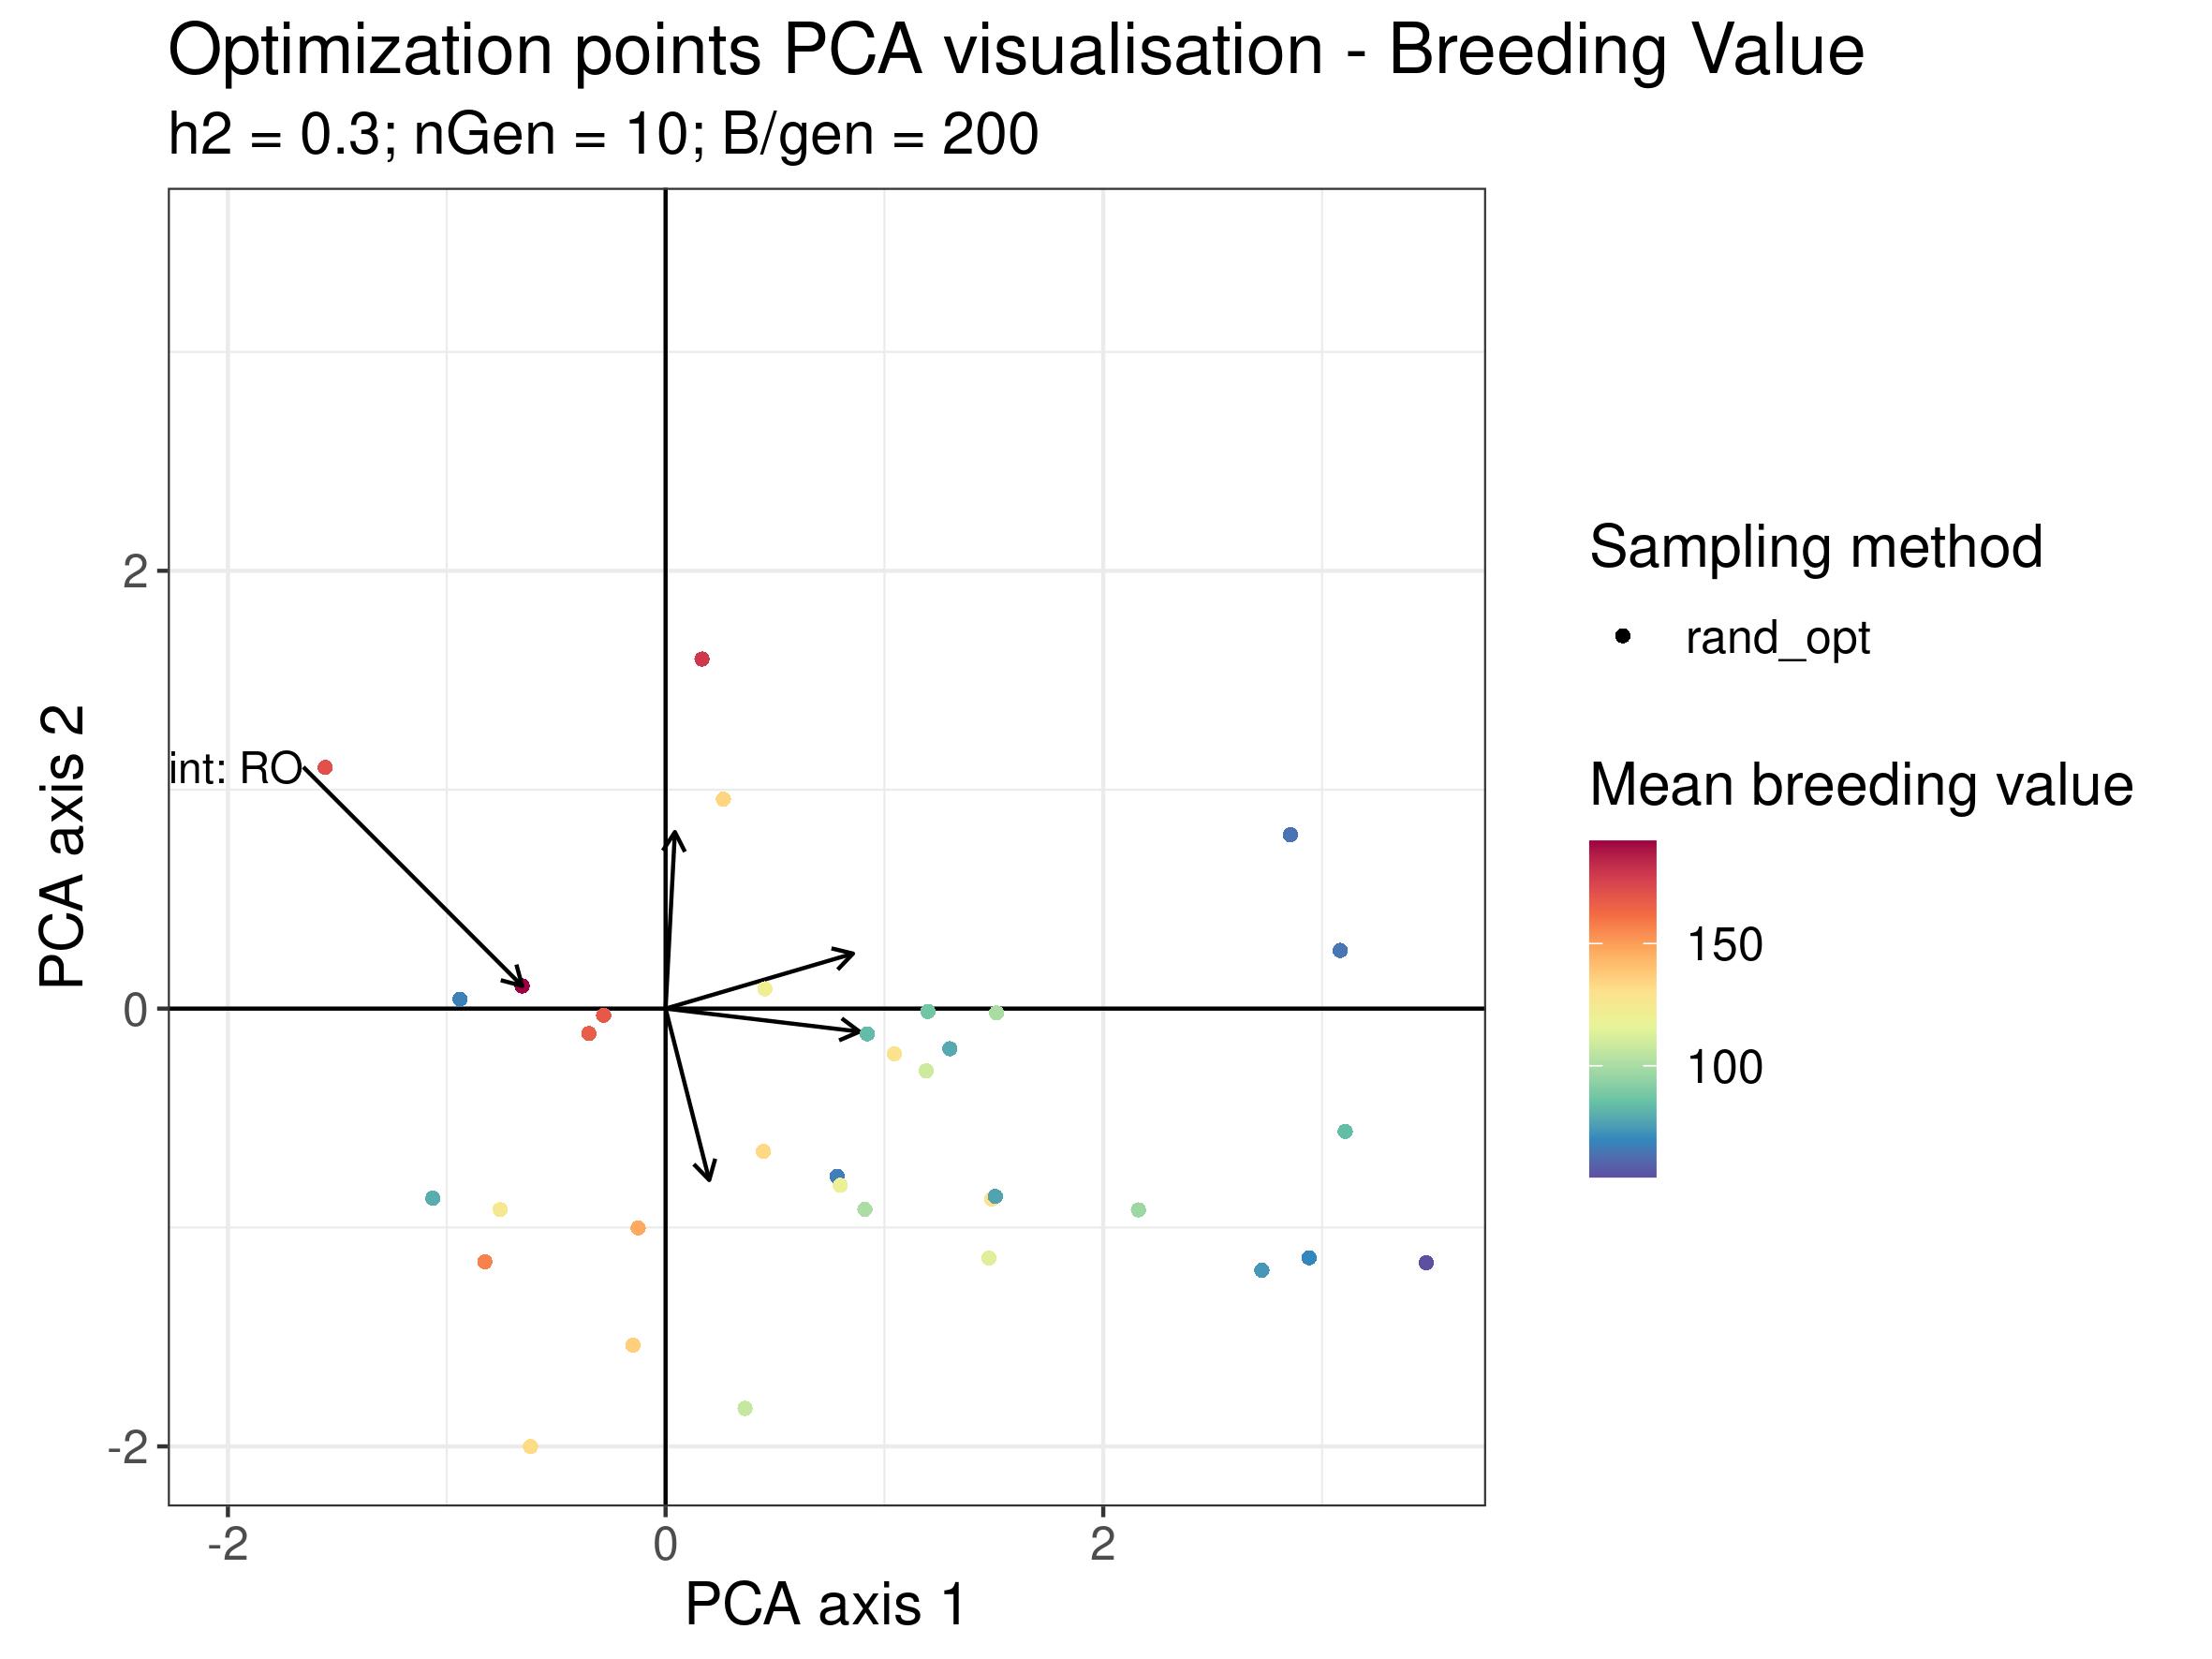 Optimization points PCA visualisation - Breeding Value
h2 = 0.3; nGen = 10; B/gen = 200
PCA axis 2
2
0
-2
int: RO
-2
0
2
PCA axis 1
Sampling method
rand_opt
Mean breeding value
150
100